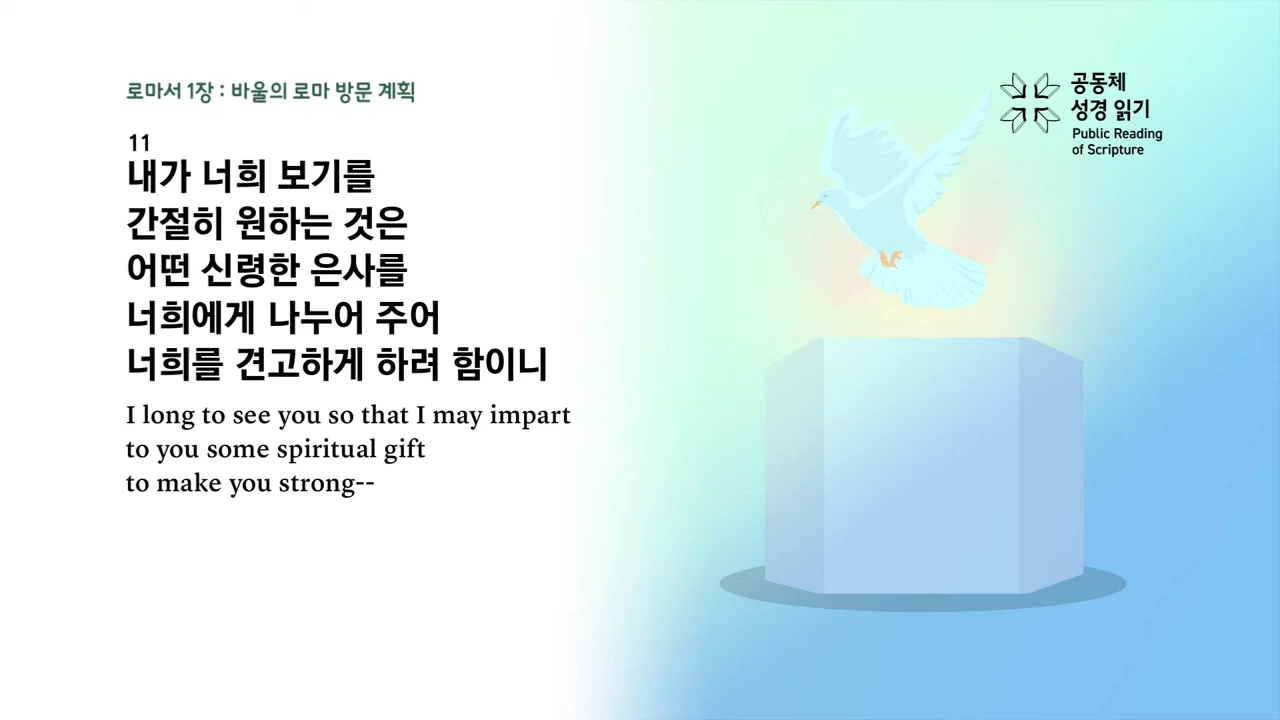 로마서 1장 : 바울의 로마 방문 계획
11
내가 너희 보기를
간절히 원하는 것은
어떤 신령한 은사를
너희에게 나누어 주어
너희를 견고하게 하려 함이니
I long to see you so that I may impart
to you some spiritual gift
to make you strong--
공동체
성경 읽기
Public Reading
of Scripture